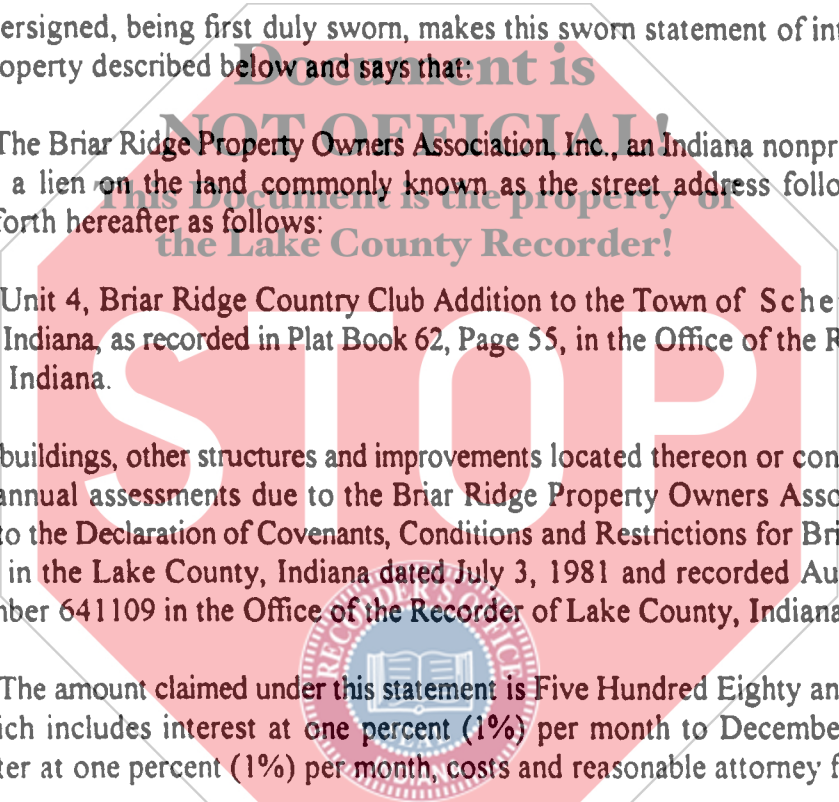 ersigned, being first duly sworn, makes this sworn statement of int
operty described below and says that:
Document is
NOT OFFICIAL!
This Document is the property of
the Lake County Recorder!
The Briar Ridge Property Owners Association, Inc., an Indiana nonpr
a lien on the land commonly known as the street address follo
forth hereafter as follows:
Unit 4, Briar Ridge Country Club Addition to the Town of Sche
Indiana, as recorded in Plat Book 62, Page 55, in the Office of the R
Indiana.
STOP
buildings, other structures and improvements located thereon or con
annual assessments due to the Briar Ridge Property Owners Asso
to the Declaration of Covenants, Conditions and Restrictions for Bri
in the Lake County, Indiana dated July 3, 1981 and recorded Au
nber 641109 in the Office of the Recorder of Lake County, Indiana
RECORDER'S OFFICE
SEAL
INDIANA
The amount claimed under this statement is Five Hundred Eighty an
ich includes interest at one percent (1%) per month to Decembe
ter at one percent (1%) per month, costs and reasonable attorney f